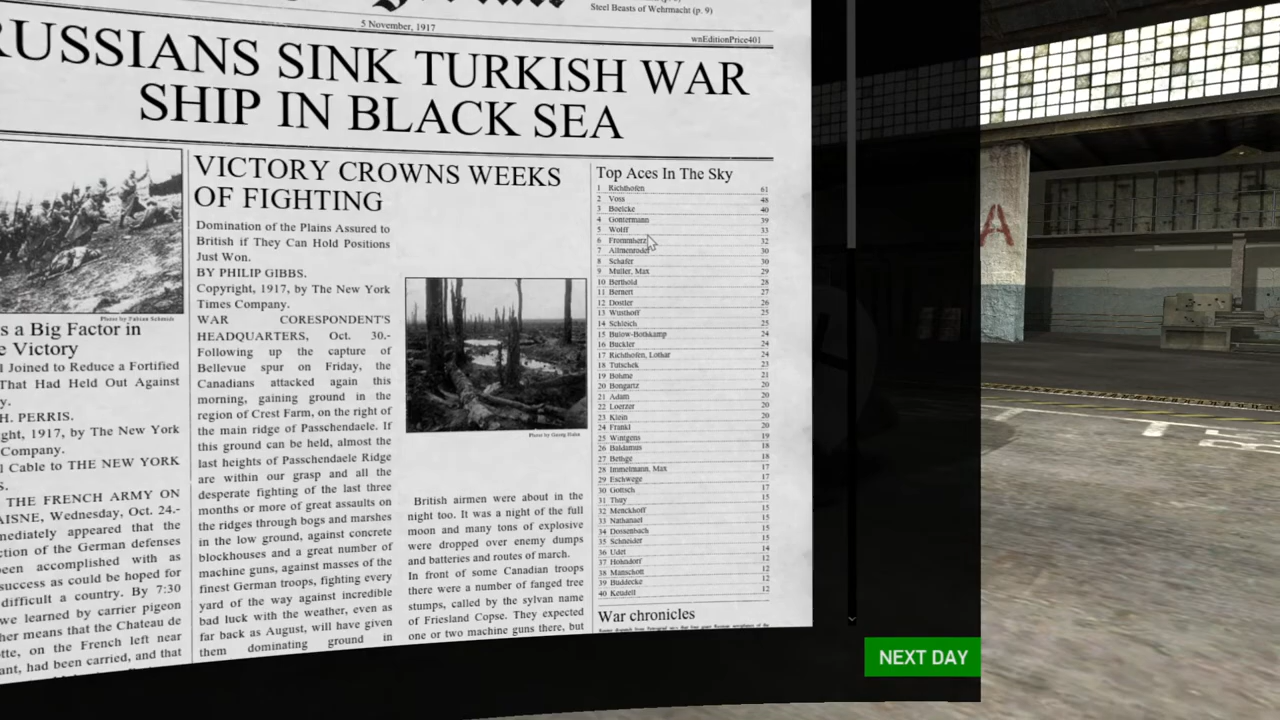 Steel Beasts of Wehrmacht (p. 9)
5 November, 1917
wnEditionPrice401
RUSSIANS SINK TURKISH WAR
SHIP IN BLACK SEA
Photo by Fabian Schmidt
s a Big Factor in
e Victory
l Joined to Reduce a Fortified
That Had Held Out Against
y.
H. PERRIS.
ght, 1917, by The New York
Company.
l Cable to THE NEW YORK
S.
THE FRENCH ARMY ON
AISNE, Wednesday, Oct. 24.-
mediately appeared that the
ction of the German defenses
been accomplished with as
success as could be hoped for
difficult a country. By 7:30
we learned by carrier pigeon
her means that the Chateau de
tte, on the French left near
ant, had been carried, and that
VICTORY CROWNS WEEKS
OF FIGHTING
Domination of the Plains Assured to
British if They Can Hold Positions
Just Won.
BY PHILIP GIBBS.
Copyright, 1917, by The New York
Times Company.
WAR CORESPONDENT'S
HEADQUARTERS, Oct. 30.-
Following up the capture of
Bellevue spur on Friday, the
Canadians attacked again this
morning, gaining ground in the
region of Crest Farm, on the right of
the main ridge of Passchendaele. If
this ground can be held, almost the
last heights of Passchendaele Ridge
are within our grasp and all the
desperate fighting of the last three
months or more of great assaults on
the ridges through bogs and marshes
in the low ground, against concrete
blockhouses and a great number of
machine guns, against masses of the
finest German troops, fighting every
yard of the way against incredible
bad luck with the weather, even as
far back as August, will have given
them dominating ground in
Photo by Georg Hahn
British airmen were about in the
night too. It was a night of the full
moon and many tons of explosive
were dropped over enemy dumps
and batteries and routes of march.
In front of some Canadian troops
there were a number of fanged tree
stumps, called by the sylvan name
of Friesland Copse. They expected
one or two machine guns there, but
Top Aces In The Sky
1 Richthofen 61
2 Voss 48
3 Boelcke 40
4 Gontermann 39
5 Wolff 33
6 Frommherz 32
7 Allmenroder 30
8 Schafer 30
9 Muller, Max 29
10 Berthold 28
11 Bernert 27
12 Dostler 26
13 Wusthoff 25
14 Schleich 25
15 Bulow-Bothkamp 24
16 Buckler 24
17 Richthofen, Lothar 24
18 Tutschek 23
19 Bohme 21
20 Bongartz 20
21 Adam 20
22 Loerzer 20
23 Klein 20
24 Frankl 20
25 Wintgens 19
26 Baldamus 18
27 Bethge 18
28 Immelmann, Max 17
29 Eschwege 17
30 Gottsch 17
31 Thuy 15
32 Menckhoff 15
33 Nathanael 15
34 Dossenbach 15
35 Schneider 15
36 Udet 14
37 Hohndorf 12
38 Manschott 12
39 Buddecke 12
40 Keudell 12
War chronicles
NEXT DAY
A